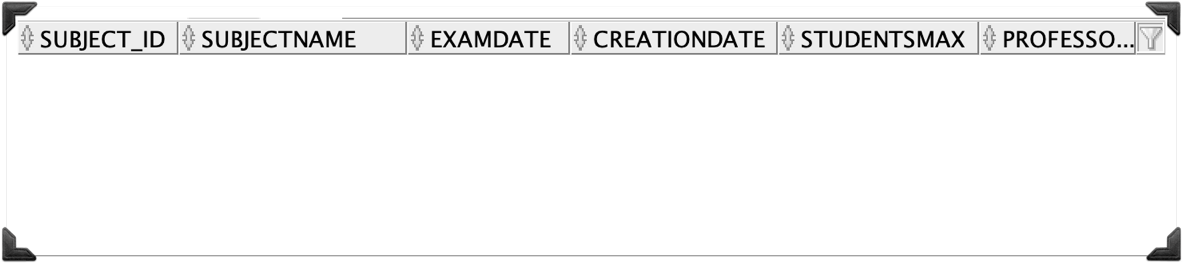 SUBJECT_ID SUBJECTNAME EXAMDATE CREATIONDATE STUDENTSMAX PROFESSO...